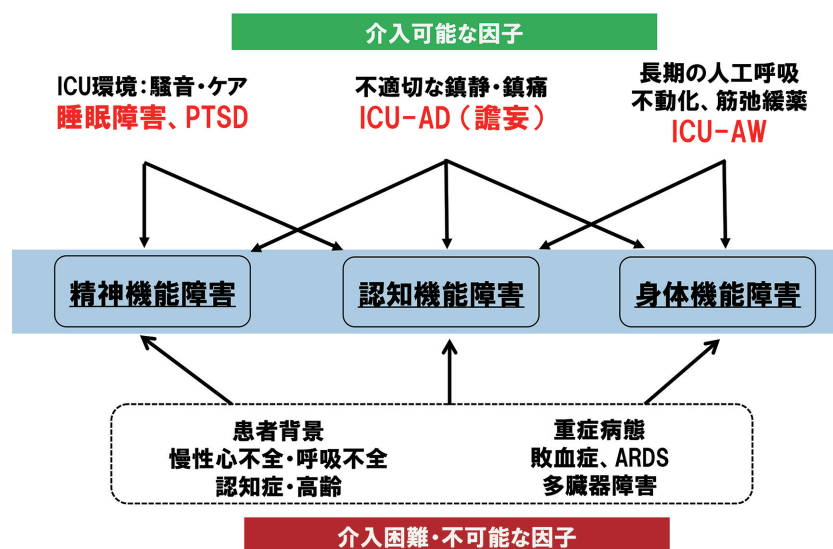 介入可能な因子
ICU環境：騒音・ケア
睡眠障害、PTSD
不適切な鎮静・鎮痛
ICU-AD（譫妄）
長期の人工呼吸
不動化、筋弛緩薬
ICU-AW
精神機能障害
認知機能障害
身体機能障害
患者背景
慢性心不全・呼吸不全
認知症・高齢
重症病態
敗血症、ARDS
多臓器障害
介入困難・不可能な因子